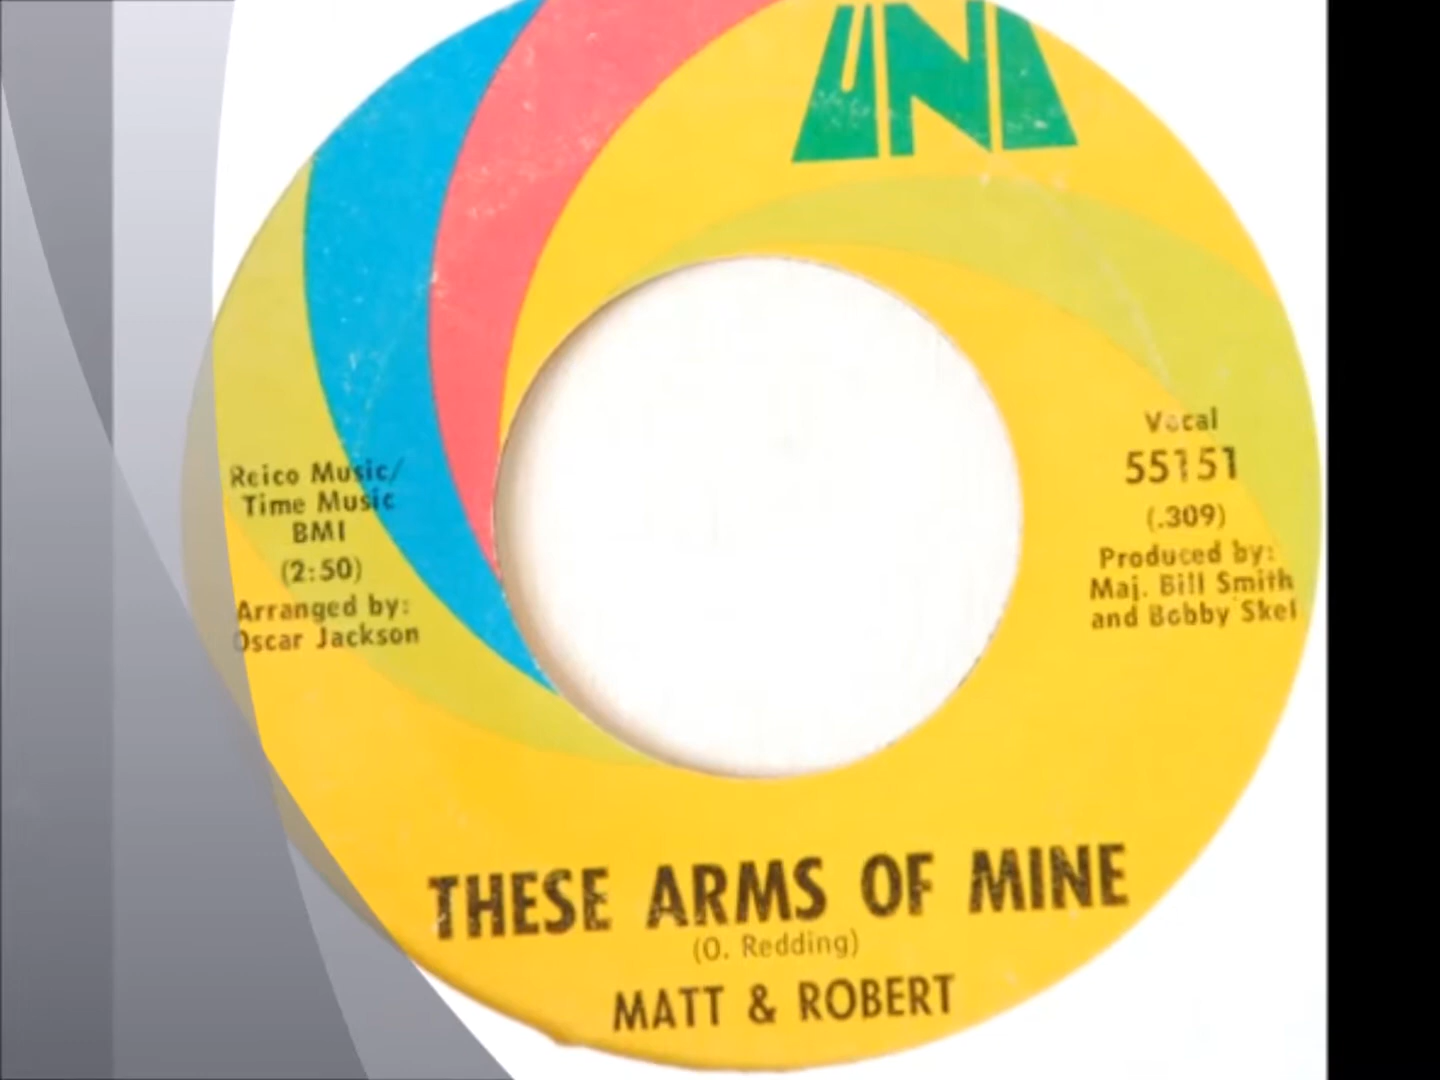 UNI
Reico Music/
Time Music
BMI
(2:50)
Arranged by:
Oscar Jackson
Vocal
55151
(.309)
Produced by:
Maj. Bill Smith
and Bobby Skel
THESE ARMS OF MINE
(O. Redding)
MATT & ROBERT